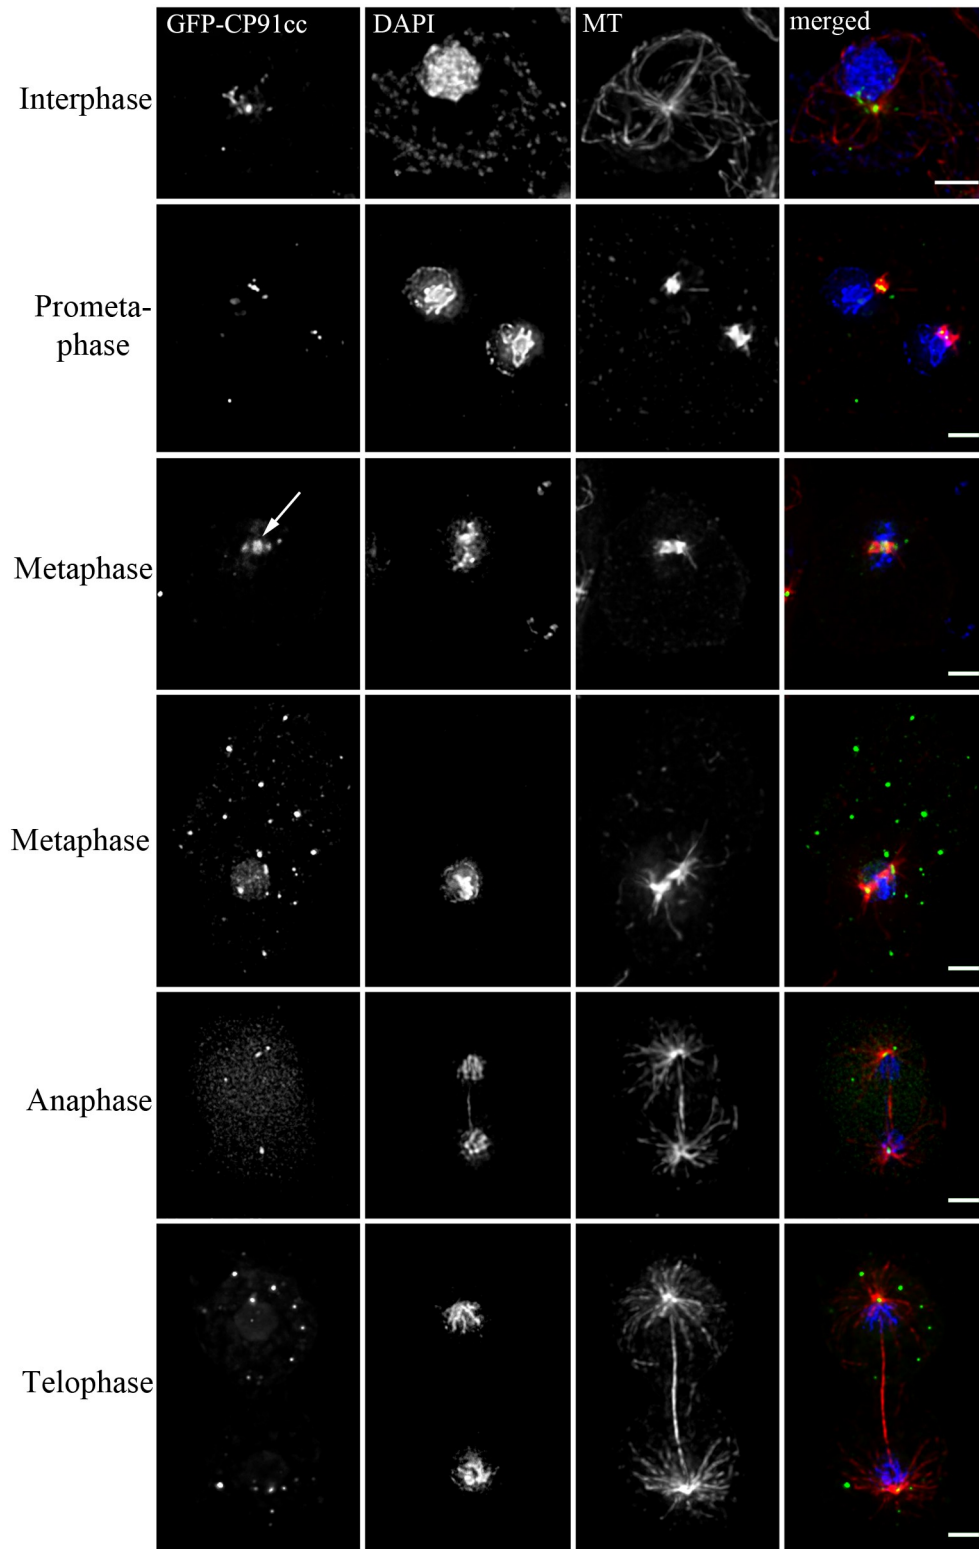 GFP-CP91cc DAPI MT merged
Interphase
Prometa-
phase
Metaphase
Metaphase
Anaphase
Telophase